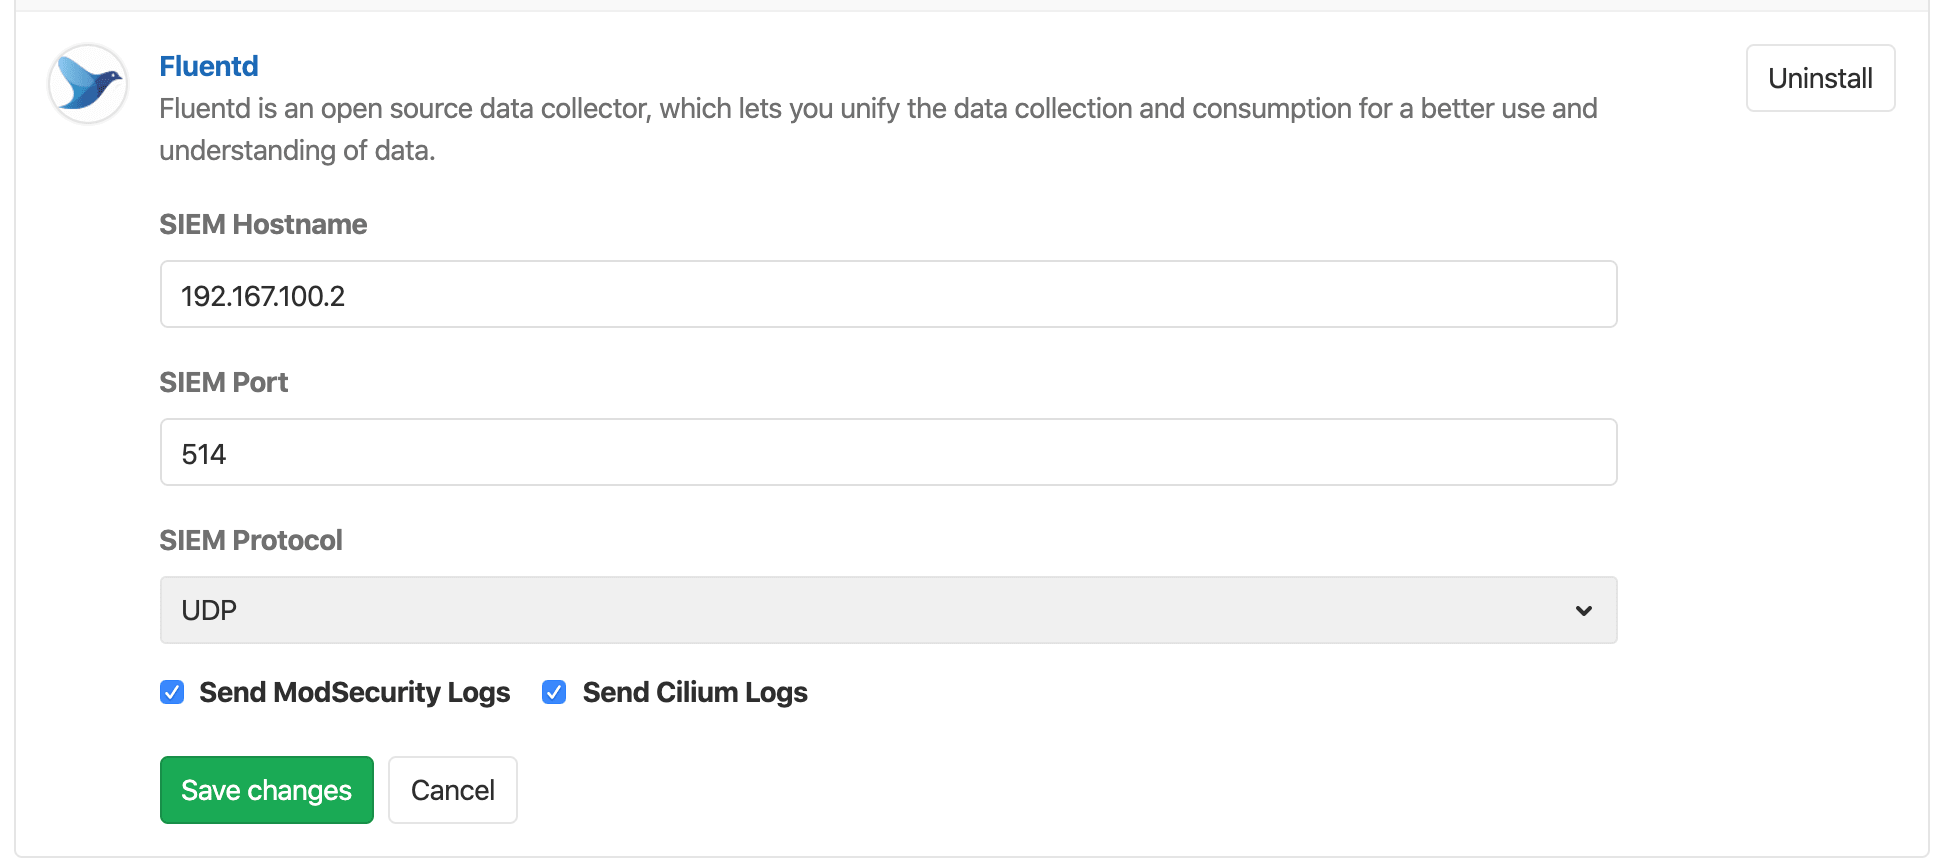 Fluentd
Uninstall
Fluentd is an open source data collector, which lets you unify the data collection and consumption for a better use and
understanding of data.
SIEM Hostname
192.167.100.2
SIEM Port
514
SIEM Protocol
UDP
Send ModSecurity Logs Send Cilium Logs
Save changes Cancel